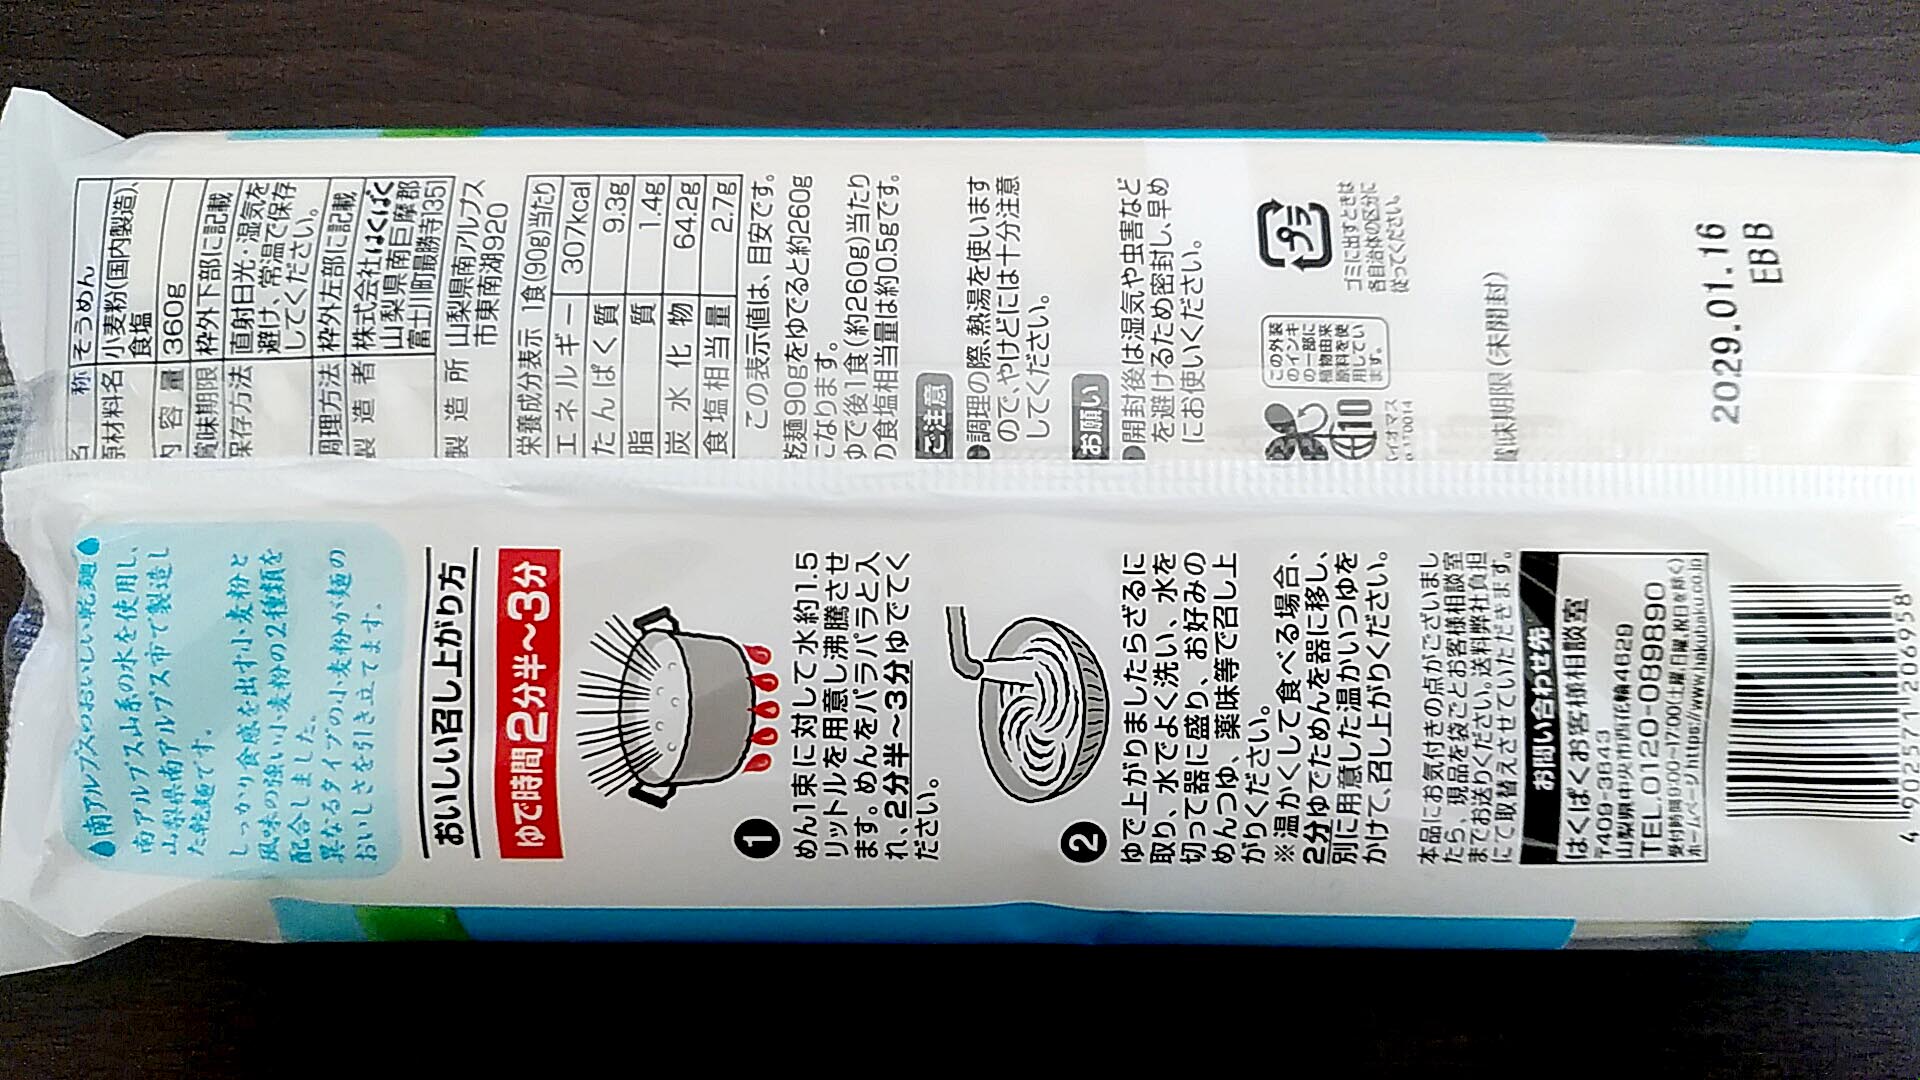 南アルプスのおいしい乾麺
南アルプス山系の水を使用し、
山梨県南アルプス市で製造し
た乾麺です。
しっかり食感を出す小麦粉と
風味の強い小麦粉の2種類を
配合しました。
異なるタイプの小麦粉が麺の
おいしさを引き立てます。
おいしい召し上がり方
ゆで時間2分半～3分
1
めん1束に対して水約1.5
リットルを用意し沸騰させ
ます。めんをパラパラと入
れ、2分半～3分ゆでてく
ださい。
2
ゆで上がりましたらざるに
取り、水でよく洗い、水を
切って器に盛り、お好みの
めんつゆ、薬味等で召し上
がりください。
※温かくして食べる場合、
2分ゆでためんを器に移し、
別に用意した温かいつゆを
かけて、召し上がりください。
本品にお気付きの点がございまし
たら、現品を袋ごとお客様相談室
までお送りください。送料弊社負担
にて取替えさせていただきます。
お問い合わせ先
はくばくお客様相談室
〒409-3843
山梨県中央市西花輪4629
TEL.0120-089890
受付時間9:00~17:00(土曜、日曜、祝日を除く)
ホームページhttps://www.hakubaku.co.jp
4 902571 206958
名 称 そうめん
原材料名 小麦粉(国内製造)、
食塩
内容量 360g
賞味期限 枠外下部に記載
保存方法 直射日光・湿気を
避け、常温で保存
してください。
調理方法 枠外左部に記載
製造者 株式会社はくばく
山梨県南巨摩郡
富士川町最勝寺1351
製造所 山梨県南アルプス
市東南湖920
栄養成分表示 1食(90g)当たり
エネルギー 307kcal
たんぱく質 9.3g
脂質 1.4g
炭水化物 64.2g
食塩相当量 2.7g
この表示値は、目安です。
乾麺90gをゆでると約260g
になります。
ゆで後1食(約260g)当たり
の食塩相当量は約0.5gです。
ご注意
調理の際、熱湯を使います
ので、やけどには十分注意
してください。
お願い
開封後は湿気や虫害など
を避けるため密封し、早め
にお使いください。
10
バイオマス
この外装
のインキ
の一部に
植物由来
原料を使
用してい
ます。
プラ
ゴミに出すときは
各自治体の区分に
従ってください。
賞味期限(未開封)
2029.01.16
EBB